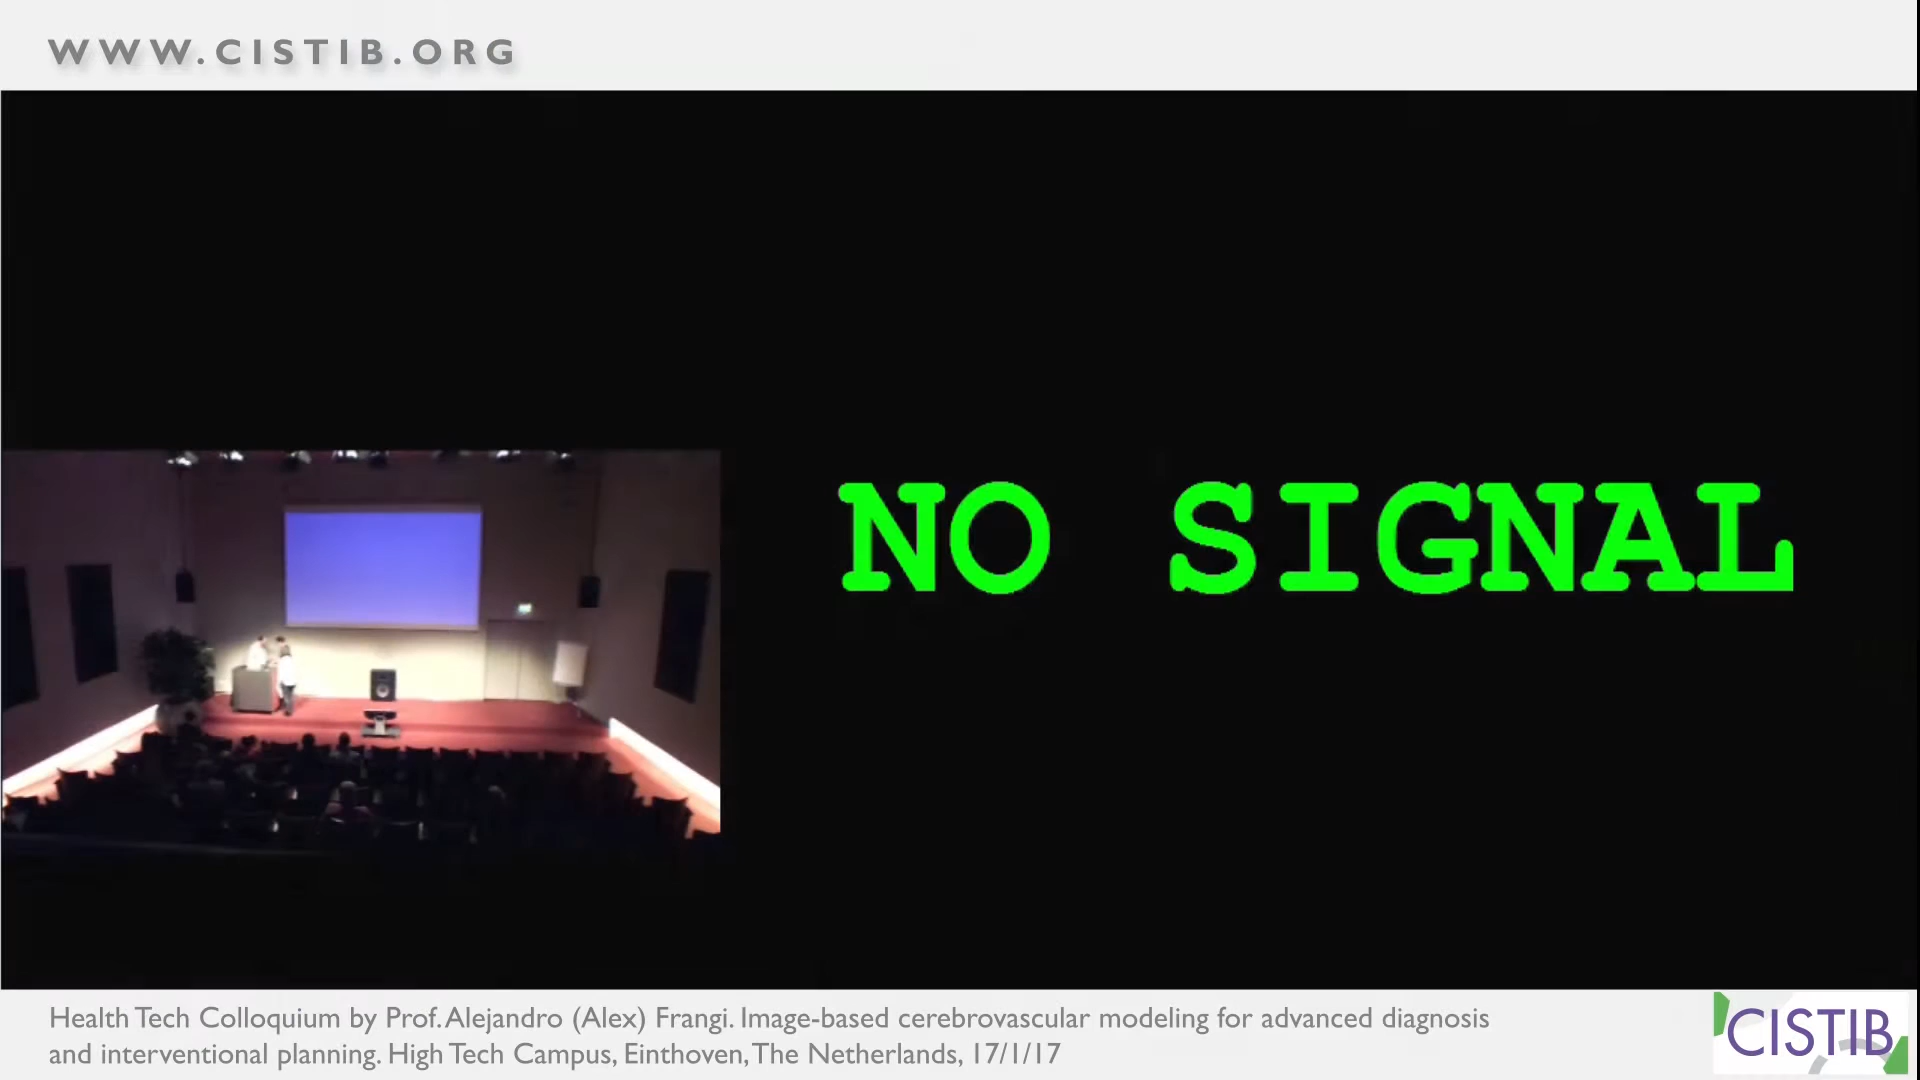 WWW.CISTIB.ORG
NO SIGNAL
Health Tech Colloquium by Prof. Alejandro (Alex) Frangi. Image-based cerebrovascular modeling for advanced diagnosis
and interventional planning. High Tech Campus, Einthoven, The Netherlands, 17/1/17
CISTIB